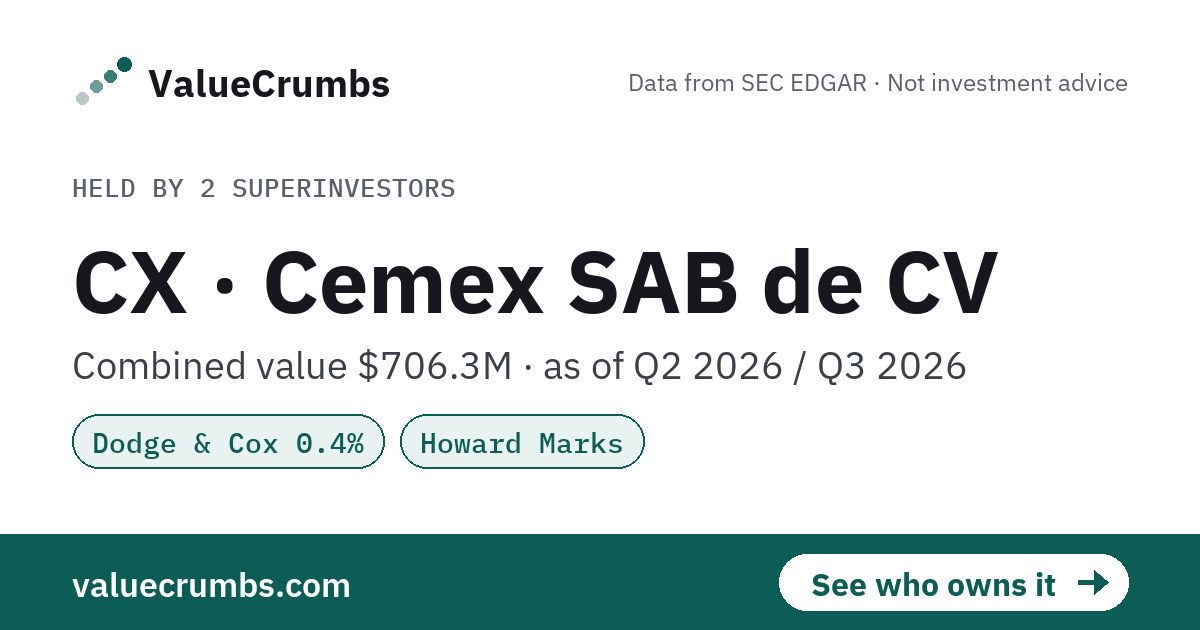 ValueCrumbs
Data from SEC EDGAR · Not investment advice
HELD BY 2 SUPERINVESTORS
CX · Cemex SAB de CV
Combined value $706.3M · as of Q2 2026 / Q3 2026
Dodge & Cox 0.4%
Howard Marks
valuecrumbs.com
See who owns it →